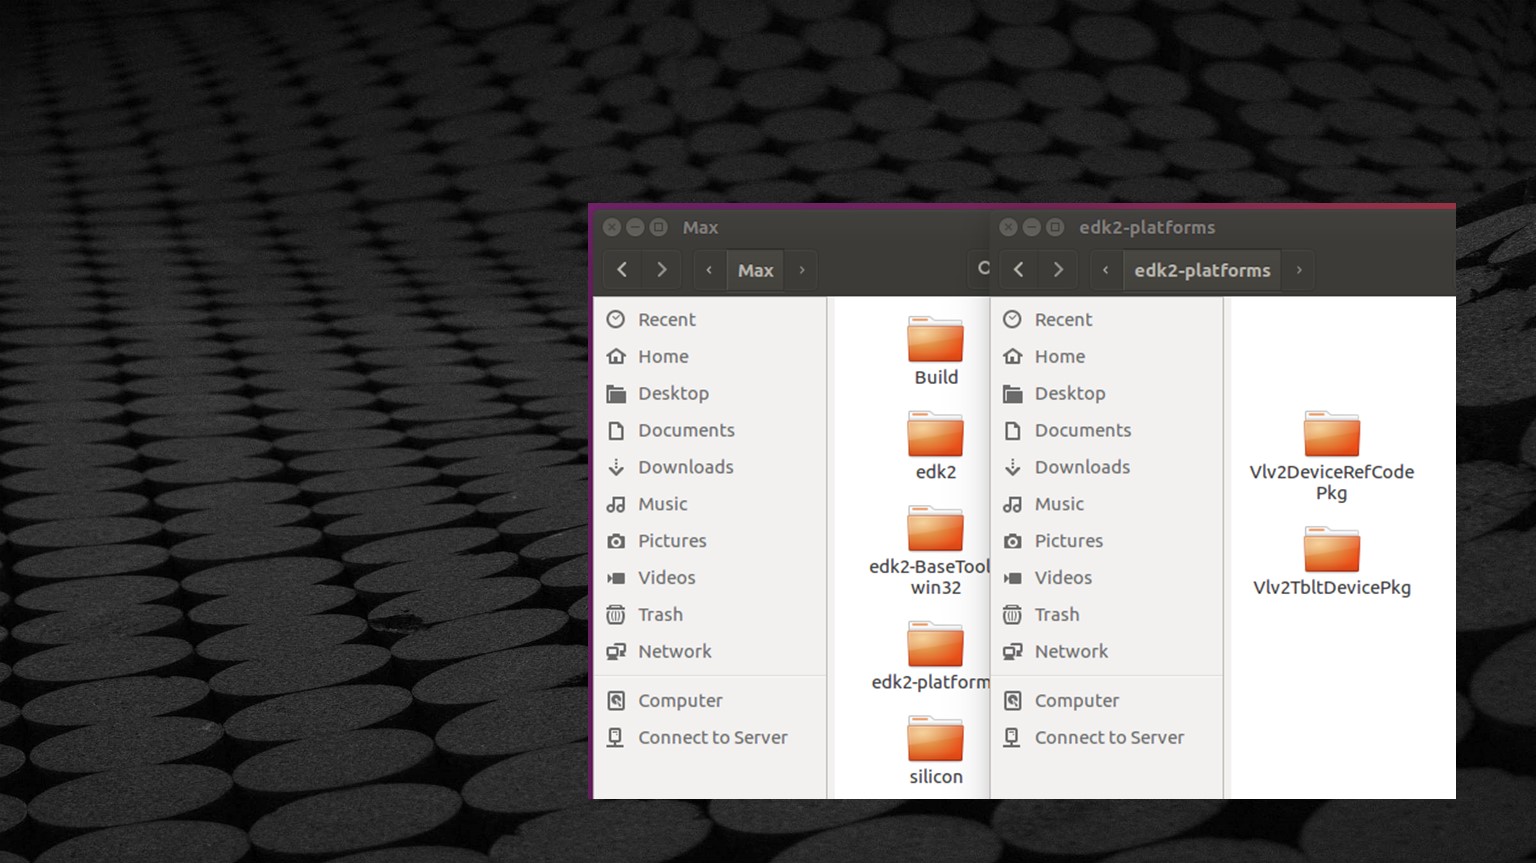 Max
Max
Recent
Home
Desktop
Documents
Downloads
Music
Pictures
Videos
Trash
Network
Computer
Connect to Server
Build
edk2
edk2-BaseTool
win32
edk2-platform
silicon
edk2-platforms
edk2-platforms
Recent
Home
Desktop
Documents
Downloads
Music
Pictures
Videos
Trash
Network
Computer
Connect to Server
Vlv2DeviceRefCode
Pkg
Vlv2TbltDevicePkg